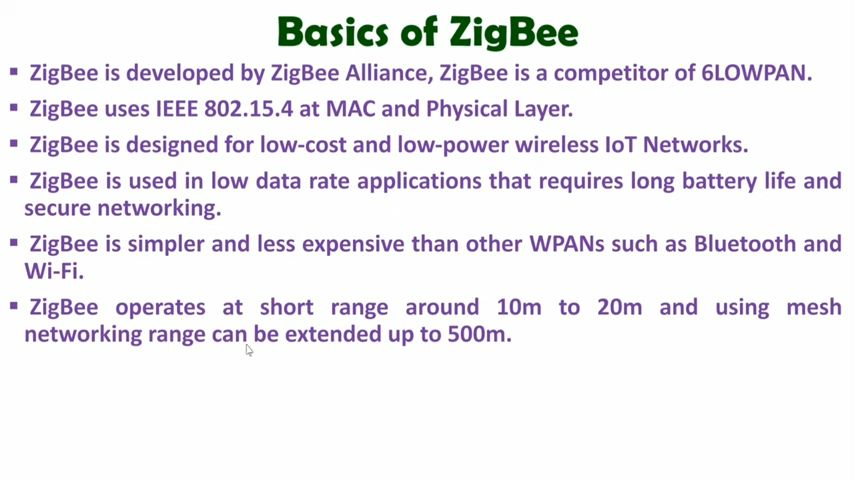 Basics of ZigBee
▪ ZigBee is developed by ZigBee Alliance, ZigBee is a competitor of 6LOWPAN.
▪ ZigBee uses IEEE 802.15.4 at MAC and Physical Layer.
▪ ZigBee is designed for low-cost and low-power wireless IoT Networks.
▪ ZigBee is used in low data rate applications that requires long battery life and
secure networking.
▪ ZigBee is simpler and less expensive than other WPANs such as Bluetooth and
Wi-Fi.
▪ ZigBee operates at short range around 10m to 20m and using mesh
networking range can be extended up to 500m.